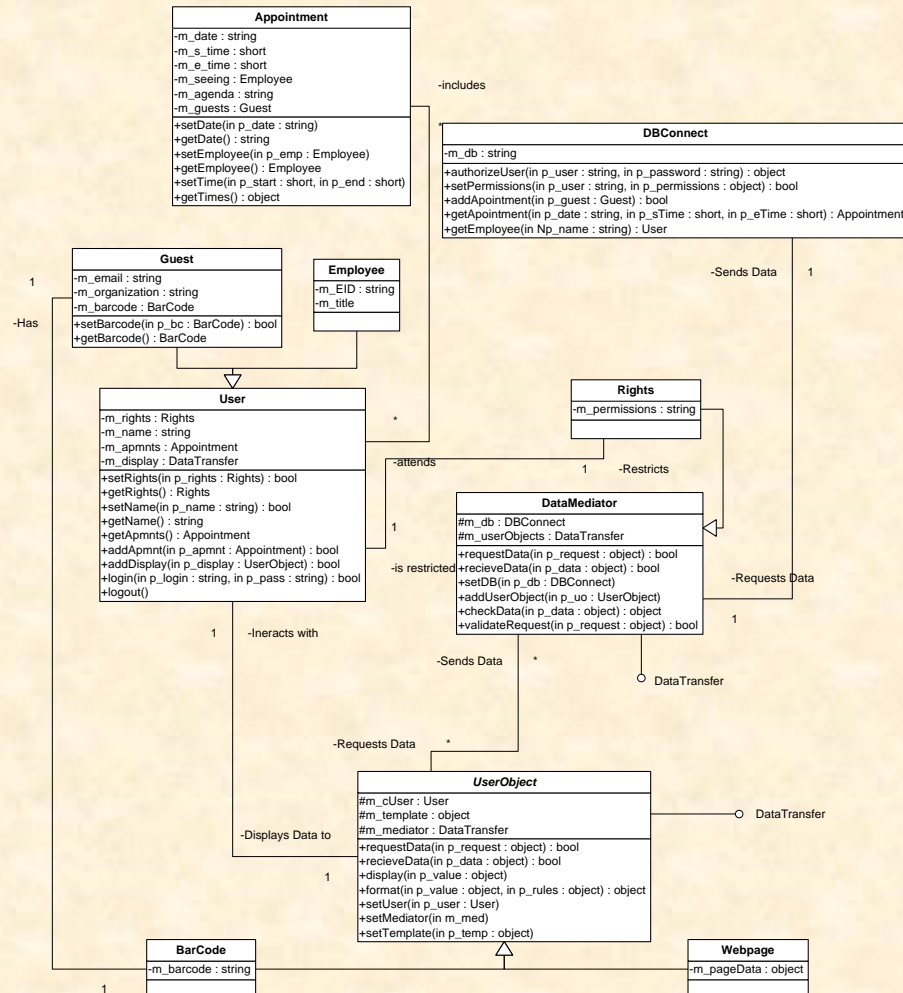 Appointment
-m_date : string
-m_s_time : short
-m_e_time : short
-m_seeing : Employee
-m_agenda : string
-m_guests : Guest
+setDate(in p_date : string)
+getDate() : string
+setEmployee(in p_emp : Employee)
+getEmployee() : Employee
+setTime(in p_start : short, in p_end : short)
+getTimes() : object
-includes
*
DBConnect
-m_db : string
+authorizeUser(in p_user : string, in p_password : string) : object
+setPermissions(in p_user : string, in p_permissions : object) : bool
+addApointment(in p_guest : Guest) : bool
+getApointment(in p_date : string, in p_sTime : short, in p_eTime : short) : Appointment
+getEmployee(in Np_name : string) : User
-Sends Data
1
Guest
-m_email : string
-m_organization : string
-m_barcode : BarCode
+setBarcode(in p_bc : BarCode) : bool
+getBarcode() : BarCode
1
-Has
Employee
-m_EID : string
-m_title
User
-m_rights : Rights
-m_name : string
-m_apmnts : Appointment
-m_display : DataTransfer
+setRights(in p_rights : Rights) : bool
+getRights() : Rights
+setName(in p_name : string) : bool
+getName() : string
+getApmnts() : Appointment
+addApmnt(in p_apmnt : Appointment) : bool
+addDisplay(in p_display : UserObject) : bool
+login(in p_login : string, in p_pass : string) : bool
+logout()
*
-attends
1
-is restricted
Rights
-m_permissions : string
1
-Restricts
DataMediator
#m_db : DBConnect
#m_userObjects : DataTransfer
+requestData(in p_request : object) : bool
+recieveData(in p_data : object) : bool
+setDB(in p_db : DBConnect)
+addUserObject(in p_uo : UserObject)
+checkData(in p_data : object) : object
+validateRequest(in p_request : object) : bool
-Requests Data
1
1
-Ineracts with
-Sends Data
*
DataTransfer
-Requests Data
*
UserObject
#m_cUser : User
#m_template : object
#m_mediator : DataTransfer
+requestData(in p_request : object) : bool
+recieveData(in p_data : object) : bool
+display(in p_value : object)
+format(in p_value : object, in p_rules : object) : object
+setUser(in p_user : User)
+setMediator(in m_med)
+setTemplate(in p_temp : object)
DataTransfer
-Displays Data to
1
BarCode
-m_barcode : string
1
Webpage
-m_pageData : object